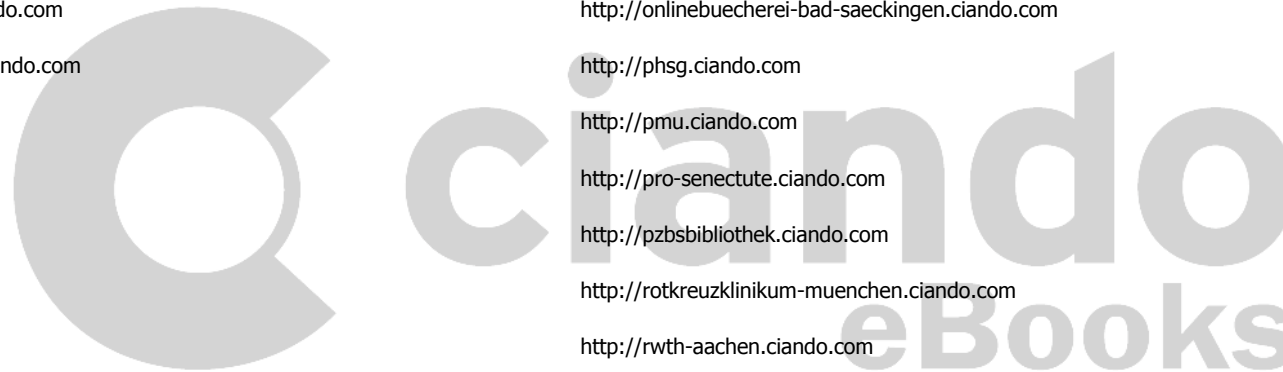 do.com
ndo.com
http://onlinebuecherei-bad-saeckingen.ciando.com
http://phsg.ciando.com
http://pmu.ciando.com
http://pro-senectute.ciando.com
http://pzbsbibliothek.ciando.com
http://rotkreuzklinikum-muenchen.ciando.com
http://rwth-aachen.ciando.com
ciando
eBooks